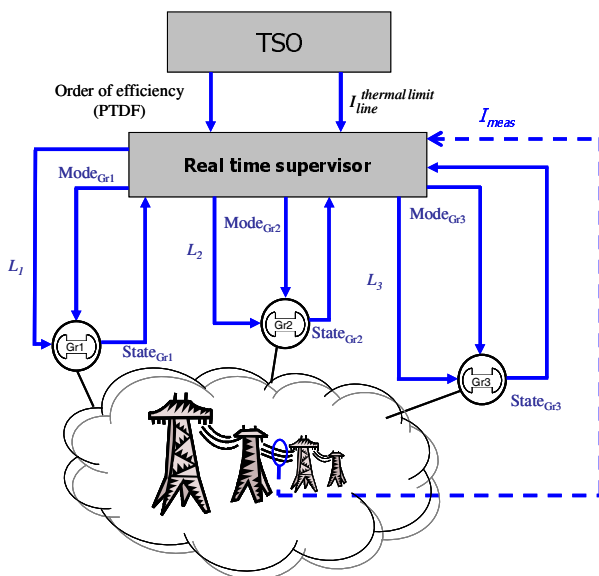 TSO
Order of efficiency
(PTDF)
I_line^thermal limit
I_meas
Real time supervisor
Mode_Gr1
Mode_Gr2
Mode_Gr3
L_1
L_2
L_3
Gr1
Gr2
Gr3
State_Gr1
State_Gr2
State_Gr3